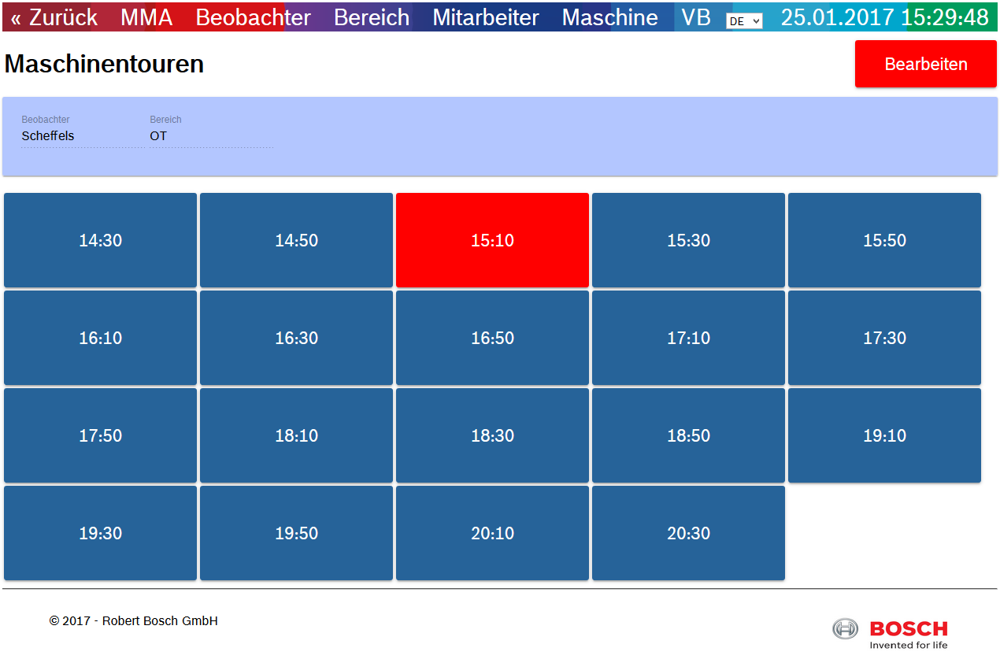 « Zurück MMA Beobachter Bereich Mitarbeiter Maschine VB DE 25.01.2017 15:29:48
Maschinentouren
Bearbeiten
Beobachter Bereich
Scheffels OT
14:30 14:50 15:10 15:30 15:50
16:10 16:30 16:50 17:10 17:30
17:50 18:10 18:30 18:50 19:10
19:30 19:50 20:10 20:30
© 2017 - Robert Bosch GmbH
BOSCH
Invented for life